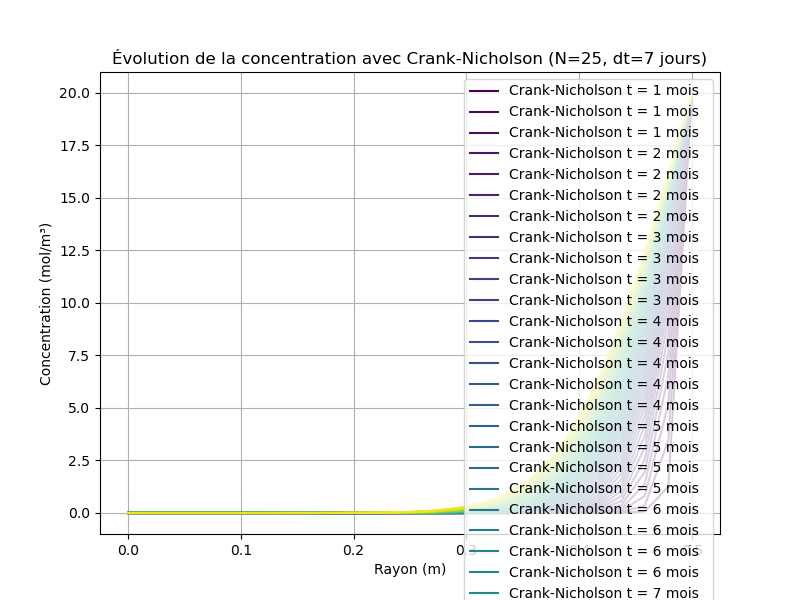 Évolution de la concentration avec Crank-Nicholson (N=25, dt=7 jours)
Concentration (mol/m³)
20.0
17.5
15.0
12.5
10.0
7.5
5.0
2.5
0.0
Crank-Nicholson t = 1 mois
Crank-Nicholson t = 1 mois
Crank-Nicholson t = 1 mois
Crank-Nicholson t = 2 mois
Crank-Nicholson t = 2 mois
Crank-Nicholson t = 2 mois
Crank-Nicholson t = 2 mois
Crank-Nicholson t = 3 mois
Crank-Nicholson t = 3 mois
Crank-Nicholson t = 3 mois
Crank-Nicholson t = 3 mois
Crank-Nicholson t = 4 mois
Crank-Nicholson t = 4 mois
Crank-Nicholson t = 4 mois
Crank-Nicholson t = 4 mois
Crank-Nicholson t = 4 mois
Crank-Nicholson t = 5 mois
Crank-Nicholson t = 5 mois
Crank-Nicholson t = 5 mois
Crank-Nicholson t = 5 mois
Crank-Nicholson t = 6 mois
Crank-Nicholson t = 6 mois
Crank-Nicholson t = 6 mois
Crank-Nicholson t = 6 mois
Crank-Nicholson t = 7 mois
0.0 0.1 0.2 0.3
Rayon (m)